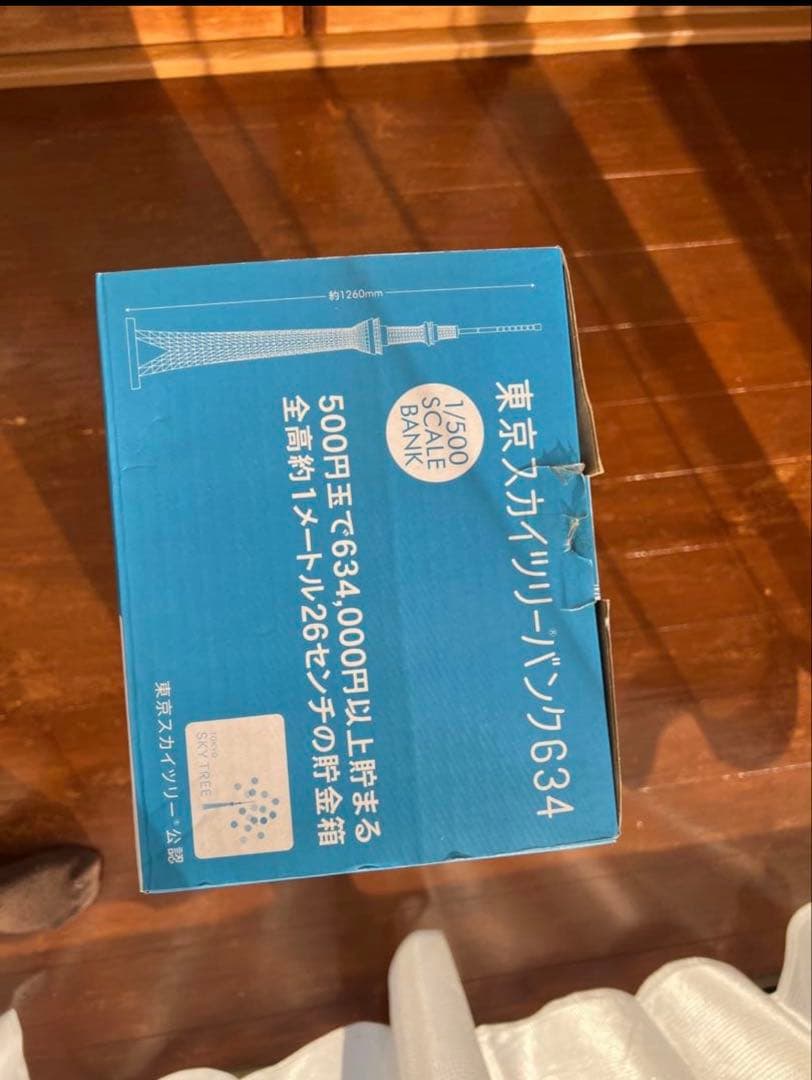 東京スカイツリー®バンク634
1/500
SCALE
BANK
500円玉で634,000円以上貯まる
全高約1メートル26センチの貯金箱
約1260mm
TOKYO
SKY TREE
東京スカイツリー®公認